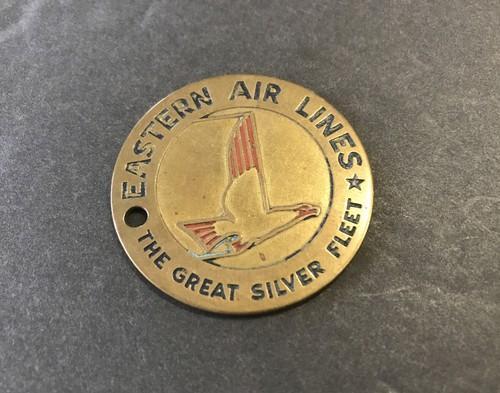 EASTERN AIR LINES
THE GREAT SILVER FLEET